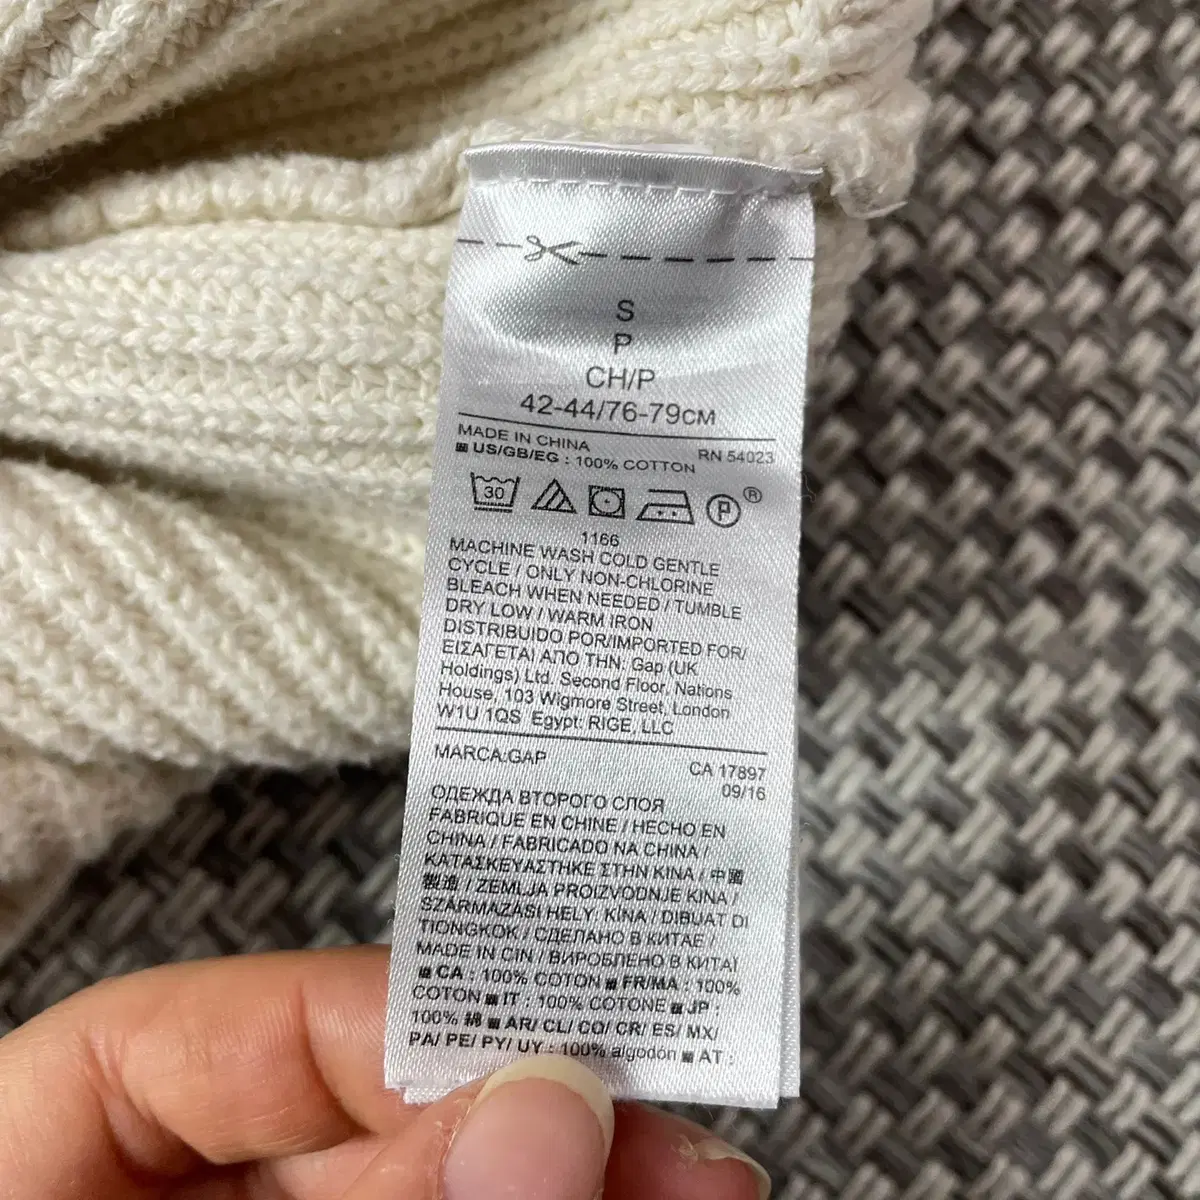 S
P
CH/P
42-44/76-79см
MADE IN CHINA RN 54023
US/GB/EG : 100% COTTON
30 P ®
1166
MACHINE WASH COLD GENTLE
CYCLE / ONLY NON-CHLORINE
BLEACH WHEN NEEDED / TUMBLE
DRY LOW / WARM IRON
DISTRIBUIDO POR/IMPORTED FOR/
ΕΙΣΑΓΕΤΑΙ ΑΠΟ ΤΗΝ. Gap (UK
Holdings) Ltd. Second Floor, Nations
House, 103 Wigmore Street, London
W1U 1QS Egypt: RIGE, LLC
MARCA:GAP CA 17897
09/16
ОДЕЖДА ВТОРОГО СЛОЯ
FABRIQUE EN CHINE / HECHO EN
CHINA / FABRICADO NA CHINA /
ΚΑΤΑΣΚΕΥΑΣΤΗΚΕ ΣΤΗΝ ΚΙΝΑ / 中國
製造 / ZEMLJA PROIZVODNJE KINA /
SZÁRMAZÁSI HELY: KÍNA / DIBUAT DI
TIONGKOK / СДЕЛАНО В КИТАЕ /
MADE IN CIN / ВИРОБЛЕНО В КИТАІ
CA : 100% COTON FR/MA : 100%
COTON IT : 100% COTONE JP :
100% 綿 AR/ CL/ CO/ CR/ ES/ MX/
PA/ PE/ PY/ UY : 100% algodón AT :